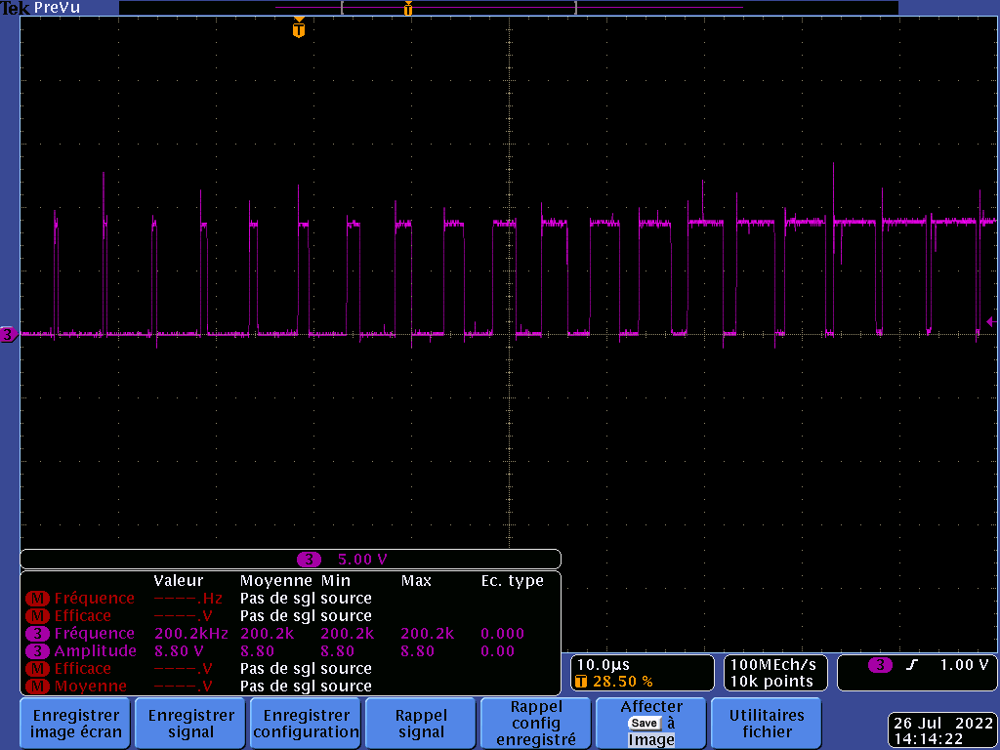 Tek PreVu
T
T
3
3 5.00 V
Valeur Moyenne Min Max Ec. type
M Fréquence ––––.Hz Pas de sgl source
M Efficace ––––.V Pas de sgl source
3 Fréquence 200.2kHz 200.2k 200.2k 200.2k 0.000
3 Amplitude 8.80 V 8.80 8.80 8.80 0.00
M Efficace ––––.V Pas de sgl source
M Moyenne ––––.V Pas de sgl source
10.0µs
T 28.50 %
100MEch/s
10k points
3 1.00 V
Enregistrer
image écran
Enregistrer
signal
Enregistrer
configuration
Rappel
signal
Rappel
config
enregistré
Affecter
Save à
Image
Utilitaires
fichier
26 Jul 2022
14:14:22